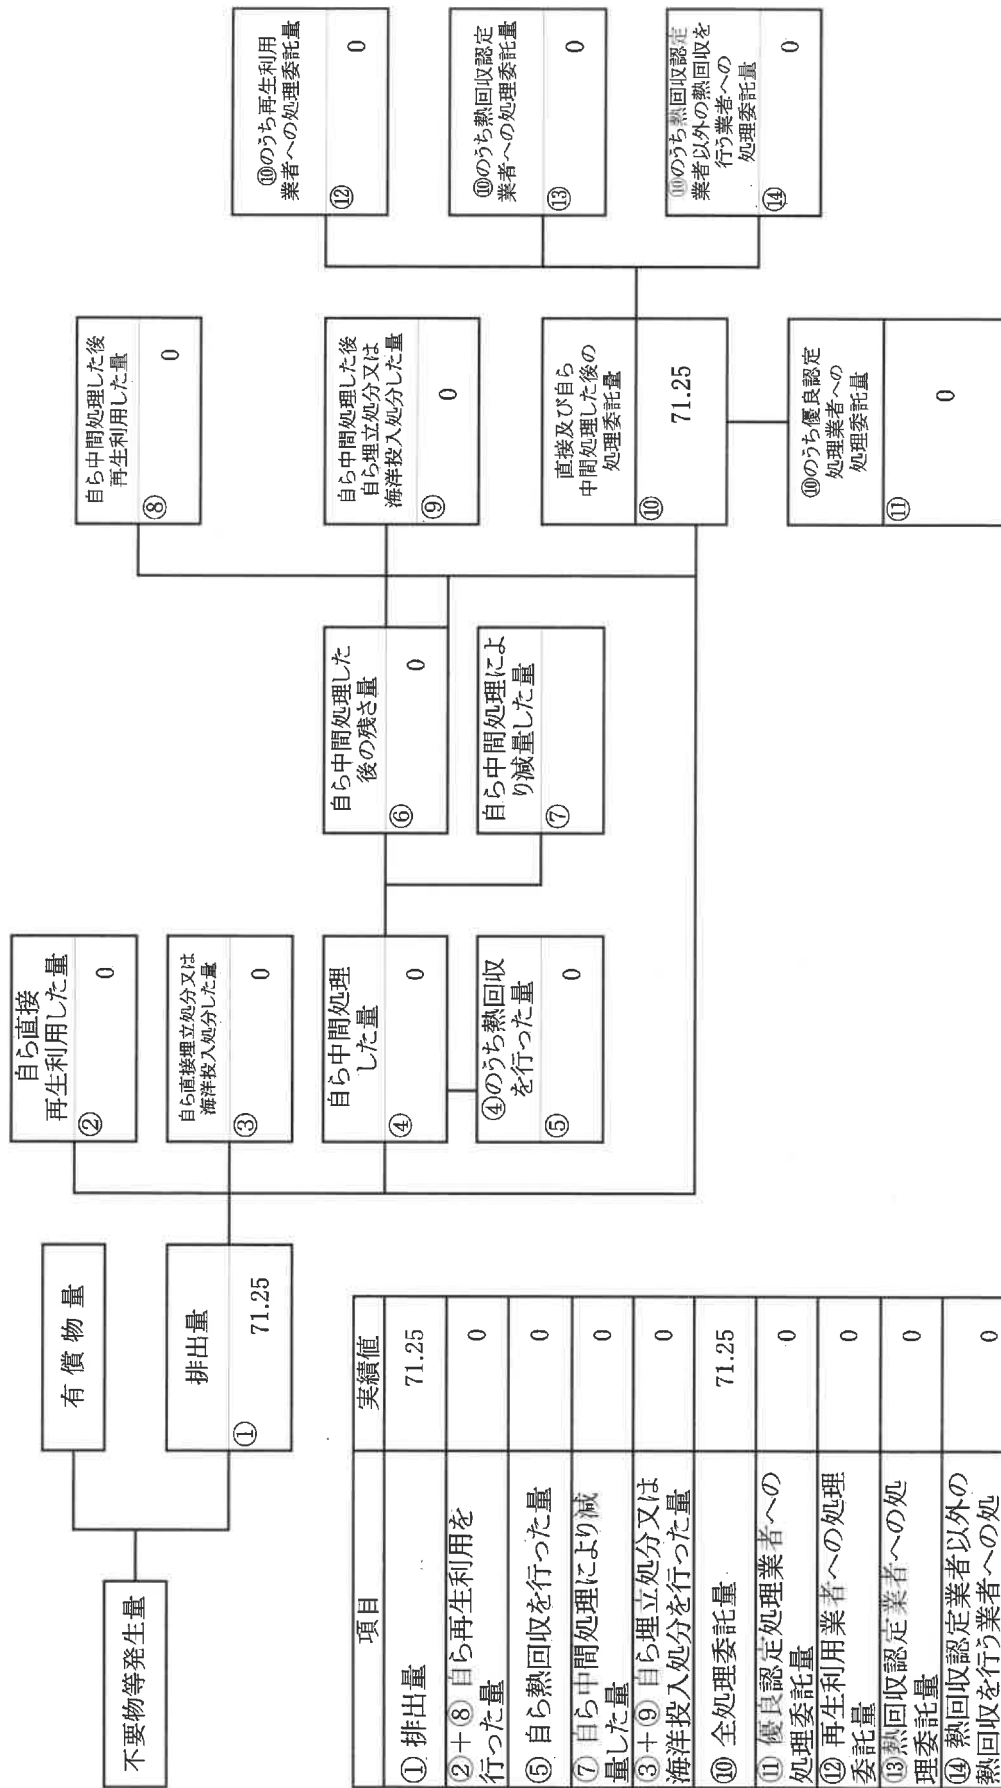 不要物等発生量
有償物量
排出量
①
71.25
自ら直接
再生利用した量
②
0
自ら直接埋立処分又は
海洋投入処分した量
③
0
自ら中間処理
した量
④
0
④のうち熱回収
を行った量
⑤
0
自ら中間処理した
後の残さ量
⑥
0
自ら中間処理によ
り減量した量
⑦
自ら中間処理した後
再生利用した量
⑧
0
自ら中間処理した後
自ら埋立処分又は
海洋投入処分した量
⑨
0
直接及び自ら
中間処理した後の
処理委託量
⑩
71.25
⑩のうち優良認定
処理業者への
処理委託量
⑪
0
⑩のうち再生利用
業者への処理委託量
⑫
0
⑩のうち熱回収認定
業者への処理委託量
⑬
0
⑩のうち熱回収認定
業者以外の熱回収を
行う業者への
処理委託量
⑭
0
項目 実績値
① 排出量 71.25
②＋⑧ 自ら再生利用を
行った量 0
⑤ 自ら熱回収を行った量 0
⑦ 自ら中間処理により減
量した量 0
③＋⑨ 自ら埋立処分又は
海洋投入処分を行った量 0
⑩ 全処理委託量 71.25
⑪ 優良認定処理業者への
処理委託量 0
⑫ 再生利用業者への処理
委託量 0
⑬熱回収認定業者への処
理委託量 0
⑭ 熱回収認定業者以外の
熱回収を行う業者への処 0